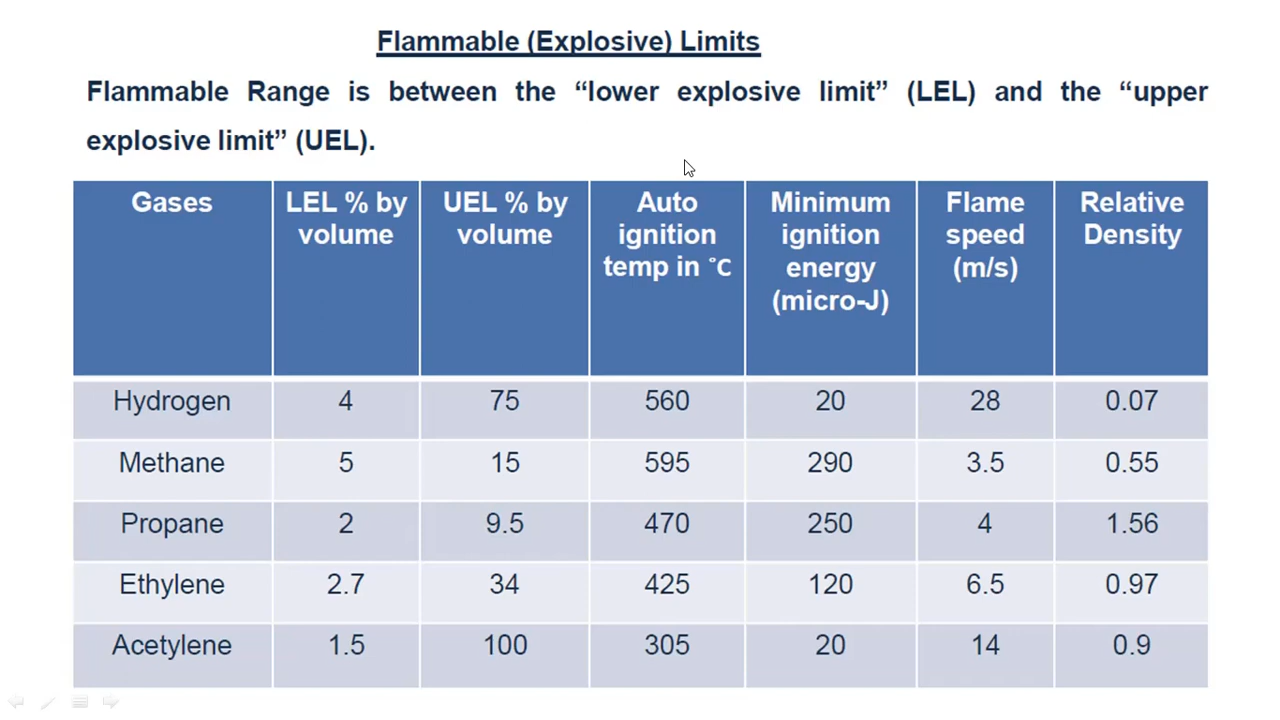 Flammable (Explosive) Limits
Flammable Range is between the “lower explosive limit” (LEL) and the “upper
explosive limit” (UEL).
Gases LEL % by volume UEL % by volume Auto ignition temp in °C Minimum ignition energy (micro-J) Flame speed (m/s) Relative Density
Hydrogen 4 75 560 20 28 0.07
Methane 5 15 595 290 3.5 0.55
Propane 2 9.5 470 250 4 1.56
Ethylene 2.7 34 425 120 6.5 0.97
Acetylene 1.5 100 305 20 14 0.9